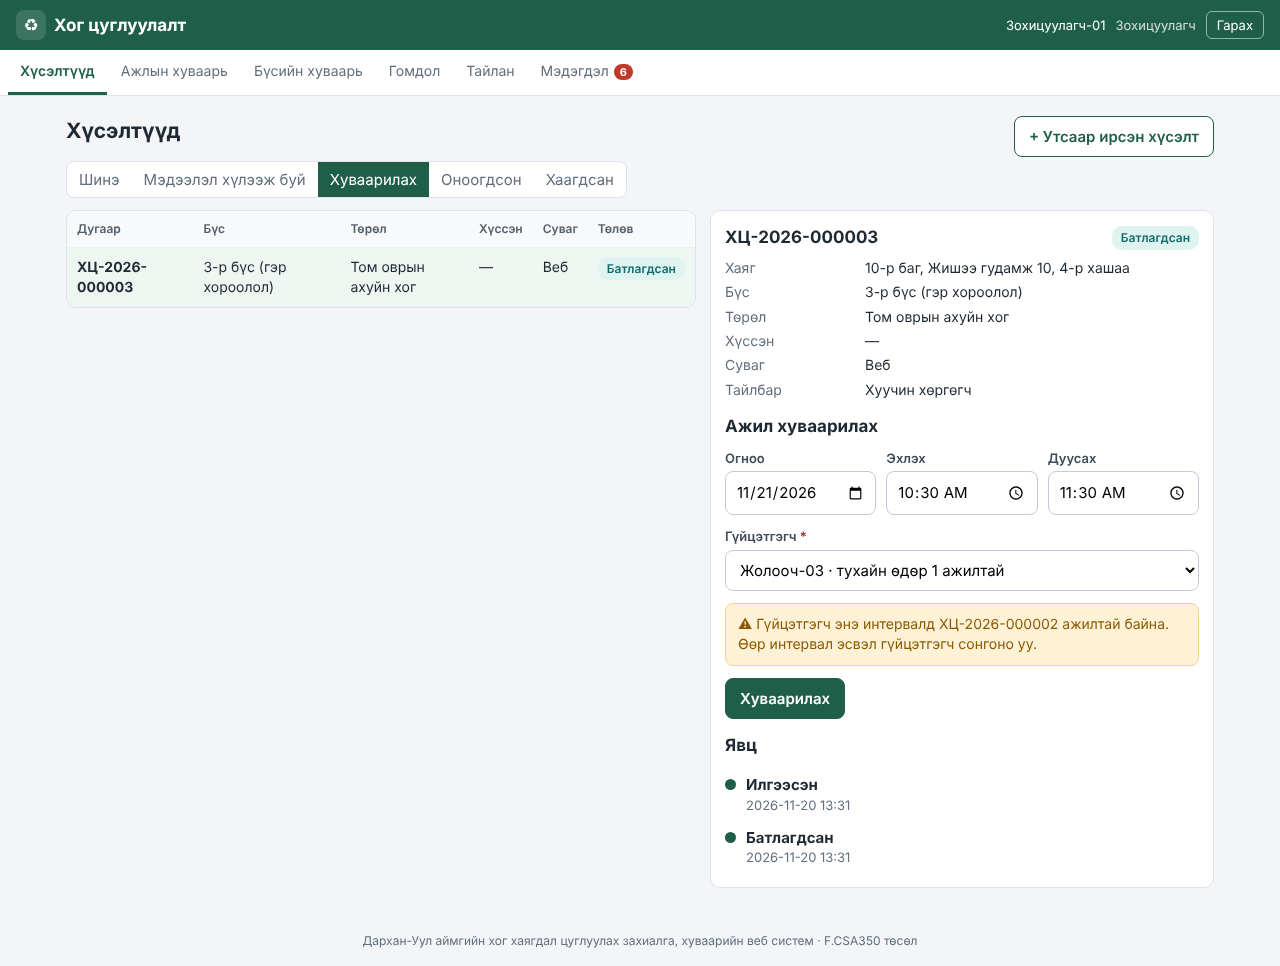 ♻ Хог цуглуулалт
Зохицуулагч-01 Зохицуулагч Гарах
Хүсэлтүүд Ажлын хуваарь Бүсийн хуваарь Гомдол Тайлан Мэдэгдэл 6
Хүсэлтүүд
+ Утсаар ирсэн хүсэлт
Шинэ Мэдээлэл хүлээж буй Хуваарилах Оноогдсон Хаагдсан
Дугаар Бүс Төрөл Хүссэн Суваг Төлөв
ХЦ-2026- 3-р бүс (гэр Том оврын — Веб Батлагдсан
000003 хороолол) ахуйн хог
ХЦ-2026-000003 Батлагдсан
Хаяг 10-р баг, Жишээ гудамж 10, 4-р хашаа
Бүс 3-р бүс (гэр хороолол)
Төрөл Том оврын ахуйн хог
Хүссэн —
Суваг Веб
Тайлбар Хуучин хөргөгч
Ажил хуваарилах
Огноо Эхлэх Дуусах
11/21/2026 10:30 AM 11:30 AM
Гүйцэтгэгч *
Жолооч-03 · тухайн өдөр 1 ажилтай
⚠ Гүйцэтгэгч энэ интервалд ХЦ-2026-000002 ажилтай байна.
Өөр интервал эсвэл гүйцэтгэгч сонгоно уу.
Хуваарилах
Явц
Илгээсэн
2026-11-20 13:31
Батлагдсан
2026-11-20 13:31
Дархан-Уул аймгийн хог хаягдал цуглуулах захиалга, хуваарийн веб систем · F.CSA350 төсөл